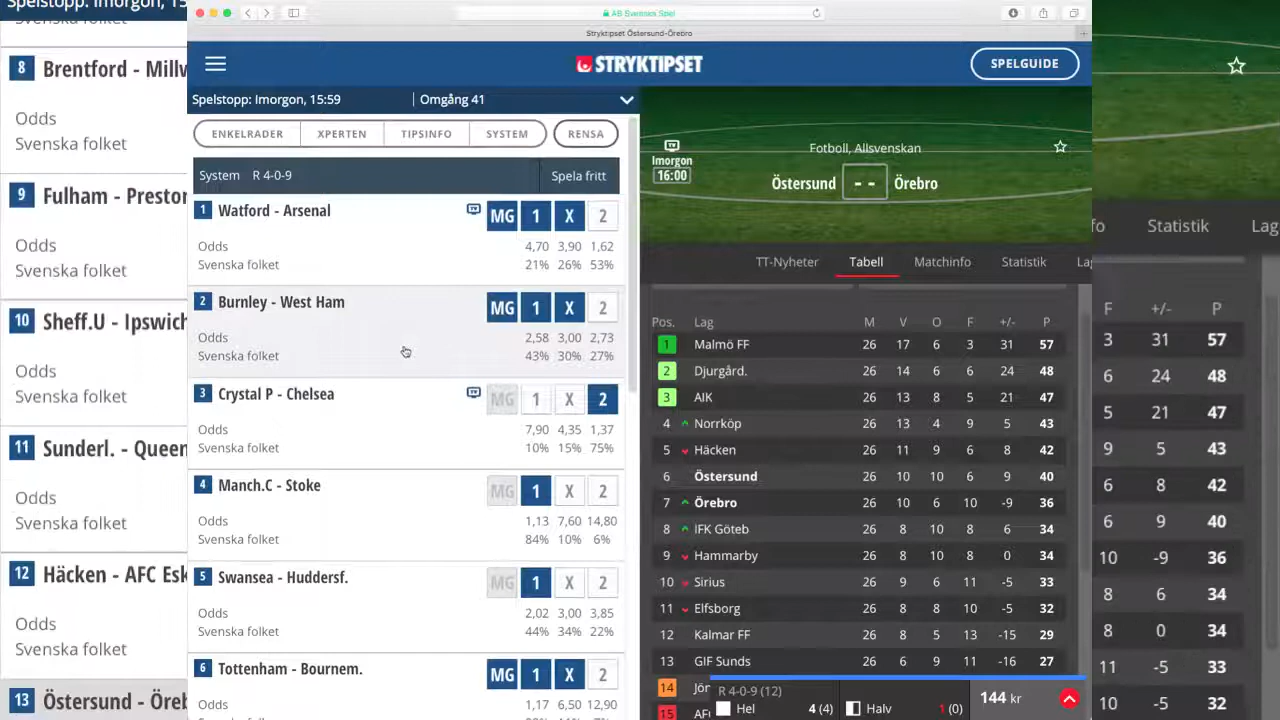 Spelstopp: Imorgon, 15:5
8 Brentford - Millw
Odds
Svenska folket
9 Fulham - Preston
Odds
Svenska folket
10 Sheff.U - Ipswich
Odds
Svenska folket
11 Sunderl. - Queen
Odds
Svenska folket
12 Häcken - AFC Esk
Odds
Svenska folket
13 Östersund - Öreb
AB Svenska Spel
Stryktipset Östersund-Örebro
STRYKTIPSET
SPELGUIDE
Spelstopp: Imorgon, 15:59
Omgång 41
ENKELRADER XPERTEN TIPSINFO SYSTEM RENSA
System R 4-0-9 Spela fritt
1 Watford - Arsenal MG 1 X 2
Odds 4,70 3,90 1,62
Svenska folket 21% 26% 53%
2 Burnley - West Ham MG 1 X 2
Odds 2,58 3,00 2,73
Svenska folket 43% 30% 27%
3 Crystal P - Chelsea MG 1 X 2
Odds 7,90 4,35 1,37
Svenska folket 10% 15% 75%
4 Manch.C - Stoke MG 1 X 2
Odds 1,13 7,60 14,80
Svenska folket 84% 10% 6%
5 Swansea - Huddersf. MG 1 X 2
Odds 2,02 3,00 3,85
Svenska folket 44% 34% 22%
6 Tottenham - Bournem. MG 1 X 2
Odds 1,17 6,50 12,90
Imorgon
16:00
Fotboll, Allsvenskan
Östersund - - Örebro
TT-Nyheter Tabell Matchinfo Statistik La
Pos. Lag M V O F +/- P
1 Malmö FF 26 17 6 3 31 57
2 Djurgård. 26 14 6 6 24 48
3 AIK 26 13 8 5 21 47
4 Norrköp 26 13 4 9 5 43
5 Häcken 26 11 9 6 8 42
6 Östersund 26 10 10 6 9 40
7 Örebro 26 10 6 10 -9 36
8 IFK Göteb 26 8 10 8 6 34
9 Hammarby 26 8 10 8 0 34
10 Sirius 26 9 6 11 -5 33
11 Elfsborg 26 8 8 10 -5 32
12 Kalmar FF 26 8 5 13 -15 29
13 GIF Sunds 26 6 9 11 -16 27
14 Jön
15 AF
R 4-0-9 (12)
Hel 4 (4) Halv 1 (0)
144 kr
fo Statistik Lag
F +/- P
3 31 57
6 24 48
5 21 47
9 5 43
6 8 42
6 9 40
10 -9 36
8 6 34
8 0 34
11 -5 33
10 -5 32